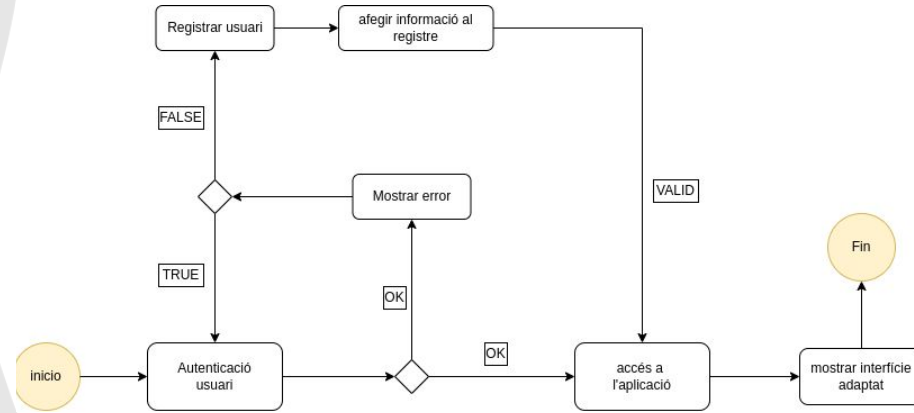 Registrar usuari
afegir informació al
registre
FALSE
Mostrar error
VALID
Fin
TRUE
OK
OK
inicio
Autenticació
usuari
accés a
l'aplicació
mostrar interfície
adaptat